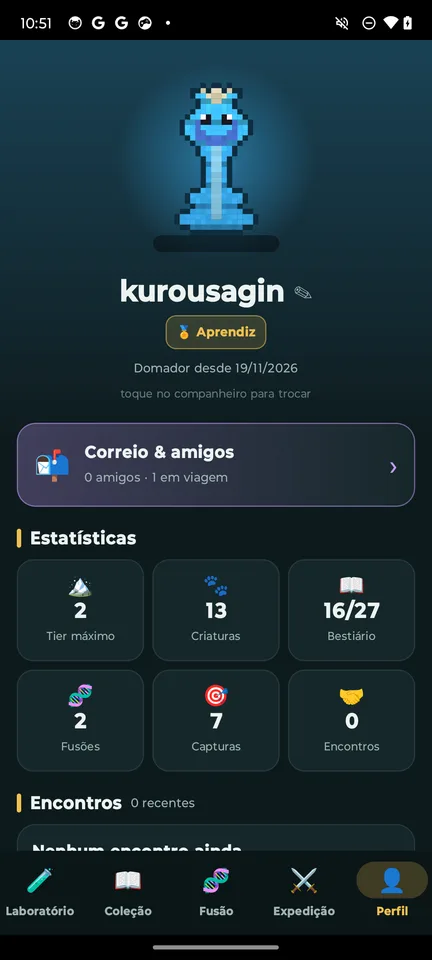 10:51
kurousagin
Aprendiz
Domador desde 19/11/2026
toque no companheiro para trocar
Correio & amigos
0 amigos · 1 em viagem
Estatísticas
2
Tier máximo
13
Criaturas
16/27
Bestiário
2
Fusões
7
Capturas
0
Encontros
Encontros 0 recentes
Nenhum encontro ainda
Laboratório
Coleção
Fusão
Expedição
Perfil